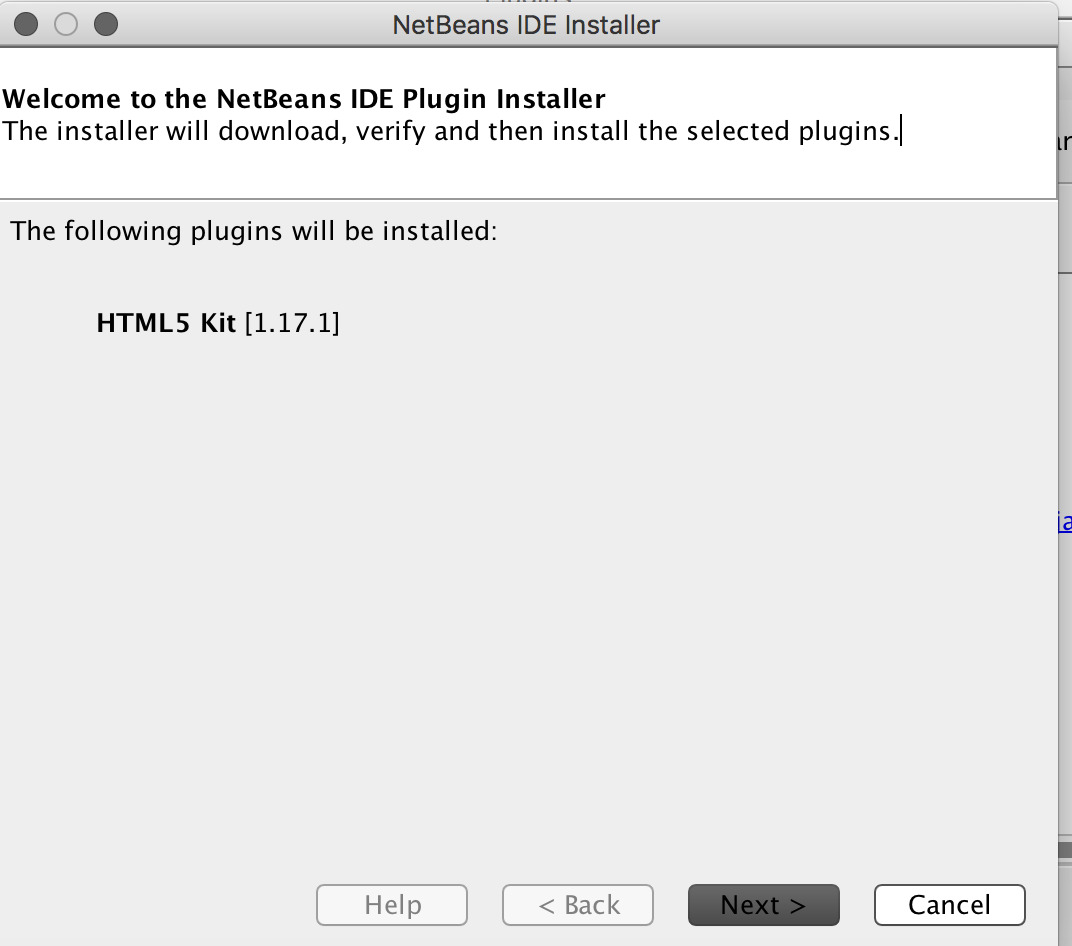 NetBeans IDE Installer
Welcome to the NetBeans IDE Plugin Installer
The installer will download, verify and then install the selected plugins.
The following plugins will be installed:
HTML5 Kit [1.17.1]
Help
< Back
Next >
Cancel